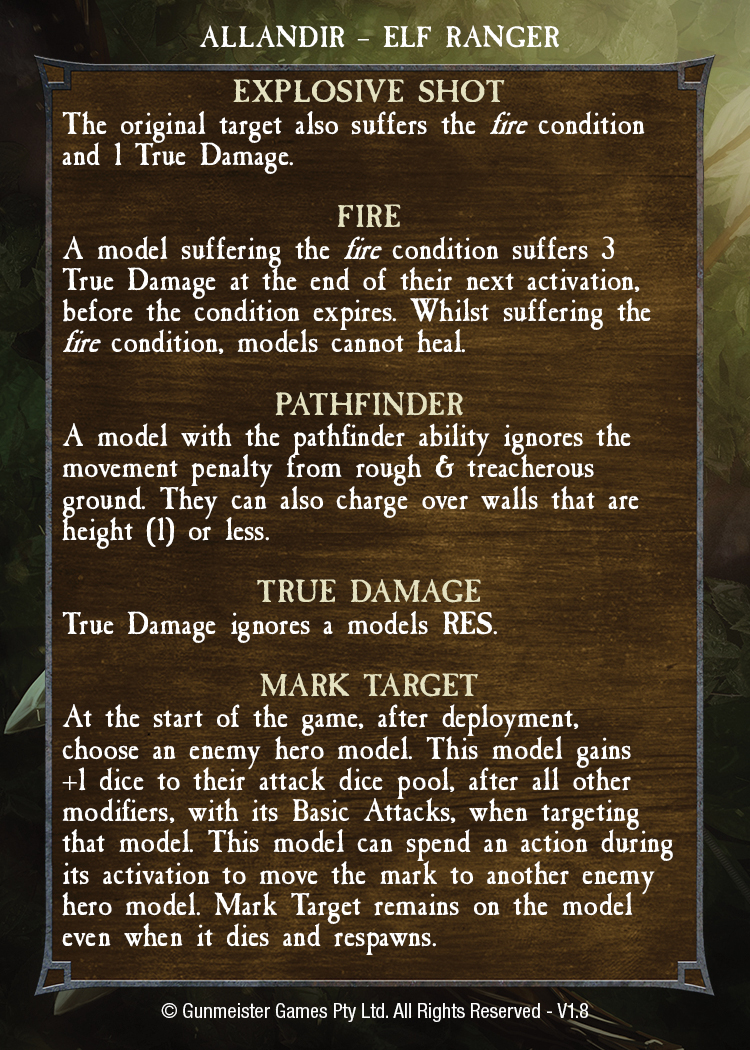 ALLANDIR – ELF RANGER
EXPLOSIVE SHOT
The original target also suffers the fire condition
and 1 True Damage.
FIRE
A model suffering the fire condition suffers 3
True Damage at the end of their next activation,
before the condition expires. Whilst suffering the
fire condition, models cannot heal.
PATHFINDER
A model with the pathfinder ability ignores the
movement penalty from rough & treacherous
ground. They can also charge over walls that are
height (1) or less.
TRUE DAMAGE
True Damage ignores a models RES.
MARK TARGET
At the start of the game, after deployment,
choose an enemy hero model. This model gains
+1 dice to their attack dice pool, after all other
modifiers, with its Basic Attacks, when targeting
that model. This model can spend an action during
its activation to move the mark to another enemy
hero model. Mark Target remains on the model
even when it dies and respawns.
© Gunmeister Games Pty Ltd. All Rights Reserved - V1.8